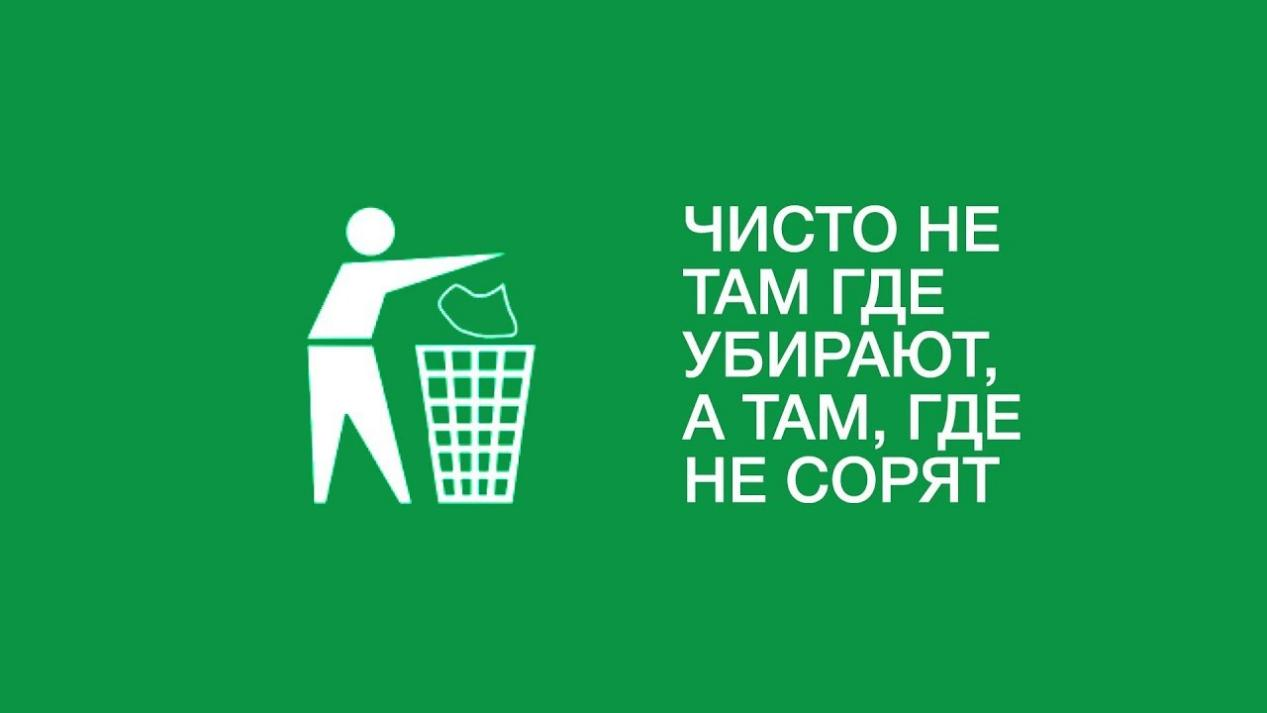 ЧИСТО НЕ
ТАМ ГДЕ
УБИРАЮТ,
А ТАМ, ГДЕ
НЕ СОРЯТ